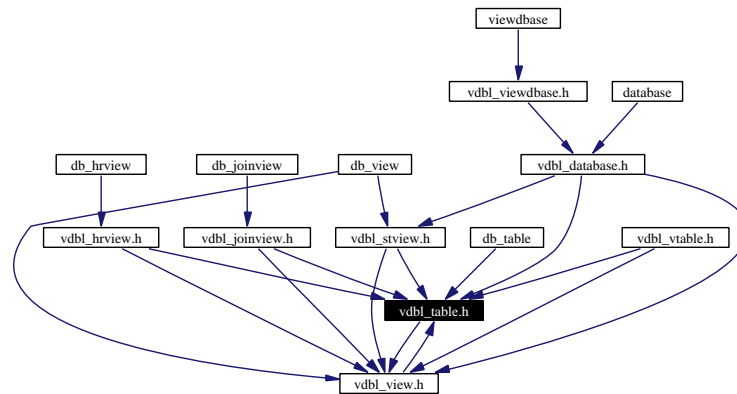 viewdbase
vdbl_viewdbase.h
database
db_hrview
db_joinview
db_view
vdbl_database.h
vdbl_hrview.h
vdbl_joinview.h
vdbl_stview.h
db_table
vdbl_vtable.h
vdbl_table.h
vdbl_view.h